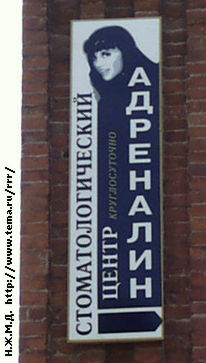 СТОМАТОЛОГИЧЕСКИЙ
ЦЕНТР КРУГЛОСУТОЧНО
АДРЕНАЛИН
Н.Ж.М.Д. http://www.tema.ru/rrr/